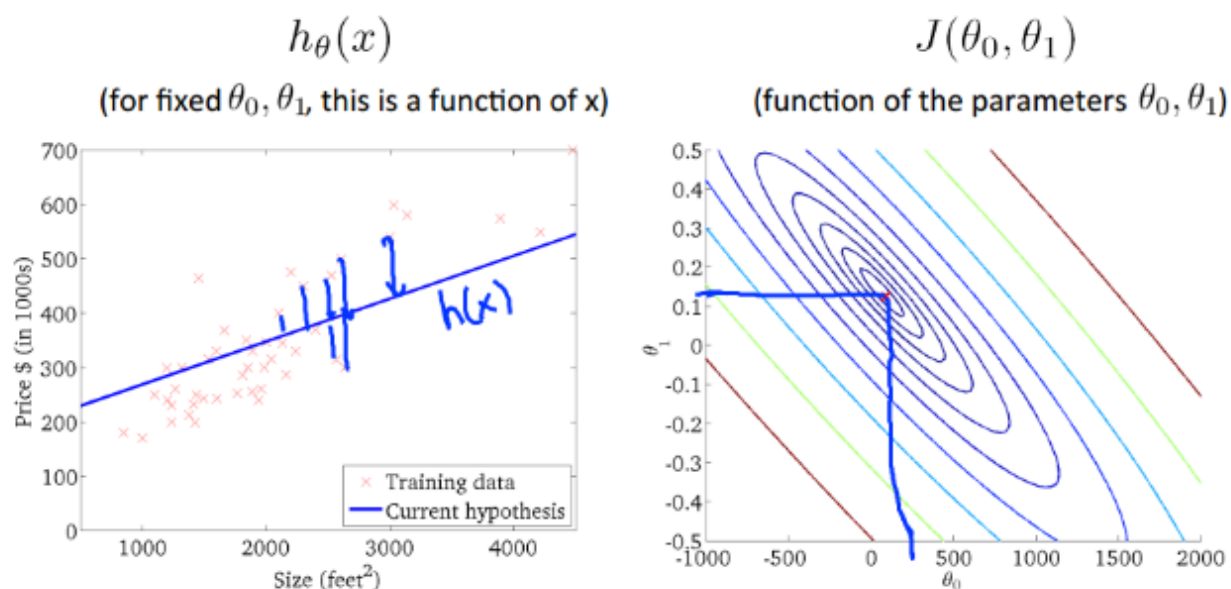 h_θ(x)
(for fixed θ₀, θ₁, this is a function of x)
700
600
500
400
300
200
100
0
Price $ (in 1000s)
h(x)
Training data
Current hypothesis
1000
2000
3000
4000
Size (feet²)
J(θ₀, θ₁)
(function of the parameters θ₀, θ₁)
0.5
0.4
0.3
0.2
0.1
0
-0.1
-0.2
-0.3
-0.4
-0.5
θ₁
-1000
-500
0
500
1000
1500
2000
θ₀